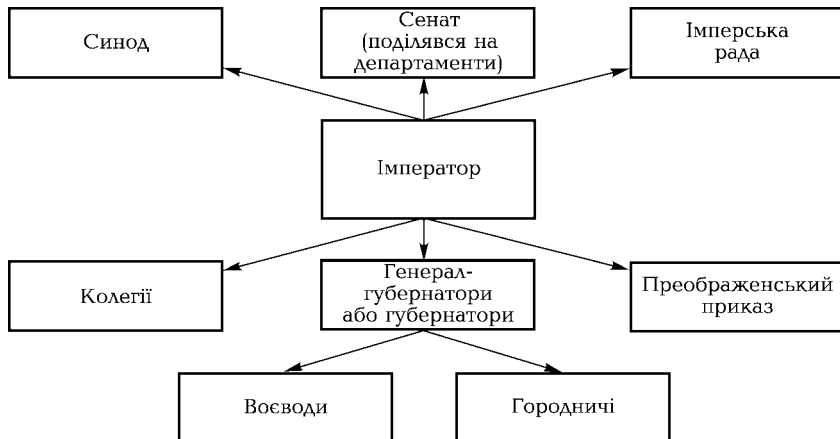 Синод
Сенат
(поділявся на
департаменти)
Імперська
рада
Імператор
Колегії
Генерал-
губернатори
або губернатори
Преображенський
приказ
Воєводи
Городничі